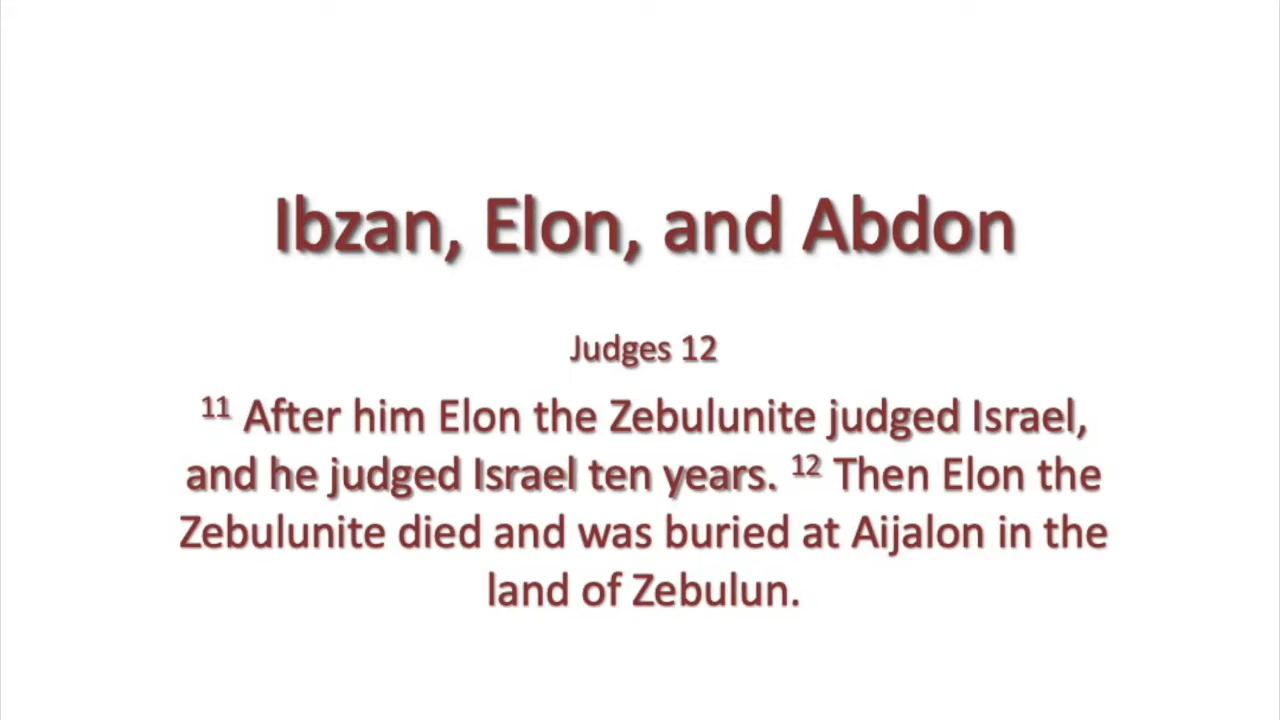 Ibzan, Elon, and Abdon
Judges 12
11 After him Elon the Zebulunite judged Israel,
and he judged Israel ten years. 12 Then Elon the
Zebulunite died and was buried at Aijalon in the
land of Zebulun.